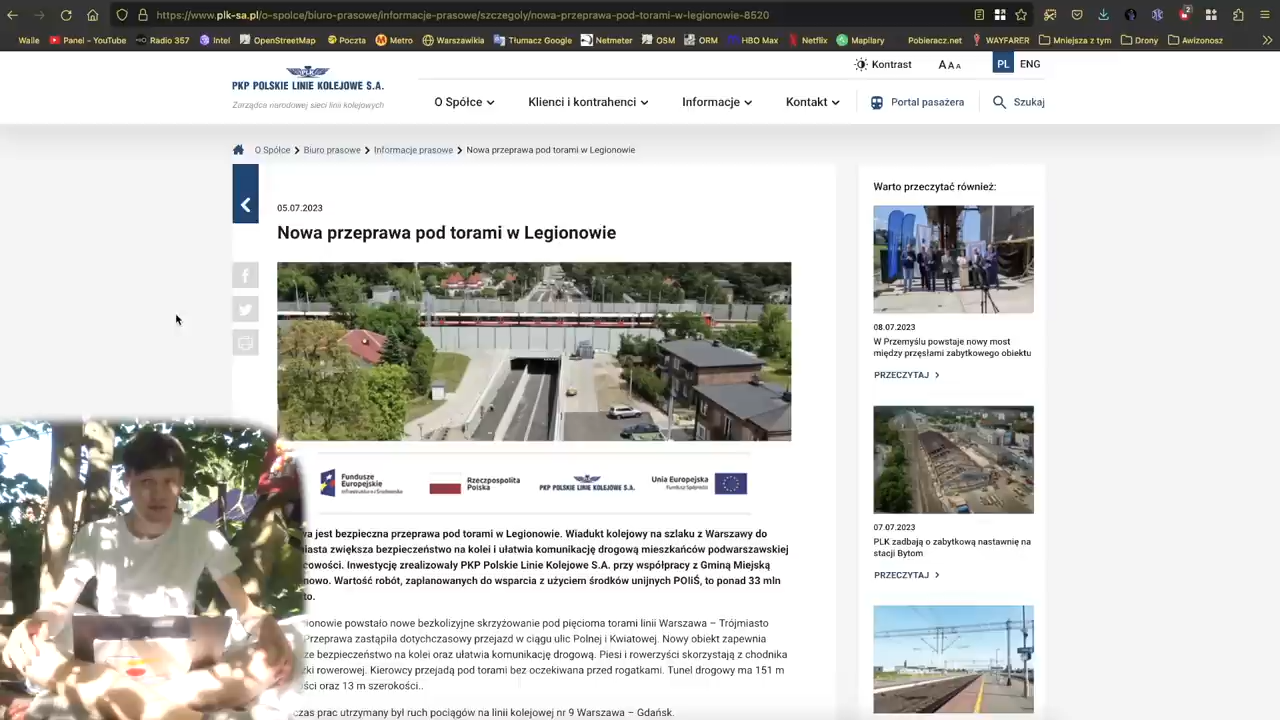 https://www.plk-sa.pl/o-spolce/biuro-prasowe/informacje-prasowe/szczegoly/nowa-przeprawa-pod-torami-w-legionowie-8520
Panel - YouTube
Radio 357
Idool
OpenStreetMap
Poczta
Metro
Warszawa
Tłumacz Google
Netmeter
OSM
ORM
HBO Max
Netflix
Mapillary
Przeprawy
Miejsza z tym
Dron
WAYFARER
PKP POLSKIE LINIE KOLEJOWE S.A.
Zarządca narodowej sieci linii kolejowych
Kontrast
A A A
PL ENG
O Spółce
Klienci i kontrahenci
Informacje
Kontakt
Portal pasażera
Szukaj
O Spółce > Biuro prasowe > Informacje prasowe > Nowa przeprawa pod torami w Legionowie
05.07.2023
Nowa przeprawa pod torami w Legionowie
Fundusze
Europejskie
Infrastruktura i Środowisko
Rzeczpospolita
Polska
PKP POLSKIE LINIE KOLEJOWE S.A.
Unia Europejska
Fundusz Spójności
jest bezpieczna przeprawa pod torami w Legionowie. Wiadukt kolejowy na szlaku z Warszawy do
zwiększa bezpieczeństwo na kolei i ułatwia komunikację drogową mieszkańców podwarszawskiej
Inwestycję zrealizowały PKP Polskie Linie Kolejowe S.A. przy współpracy z Gminą Miejską
Wartość robót, zaplanowanych do wsparcia z użyciem środków unijnych POIiŚ, to ponad 33 mln
powstało nowe bezkolizyjne skrzyżowanie pod pięcioma torami linii Warszawa – Trójmiasto
Przeprawa zastąpiła dotychczasowy przejazd w ciągu ulic Polnej i Kwiatowej. Nowy obiekt zapewnia
bezpieczeństwo na kolei oraz ułatwia komunikację drogową. Piesi i rowerzyści skorzystają z chodnika
rowerowej. Kierowcy przejadą pod torami bez oczekiwana przed rogatkami. Tunel drogowy ma 151 m
oraz 13 m szerokości..
prac utrzymany był ruch pociągów na linii kolejowej nr 9 Warszawa – Gdańsk.
Warto przeczytać również:
08.07.2023
W Przemyślu powstaje nowy most
między przęsłami zabytkowego obiektu
PRZECZYTAJ >
07.07.2023
PLK zadbają o zabytkową nastawnię na
stacji Bytom
PRZECZYTAJ >